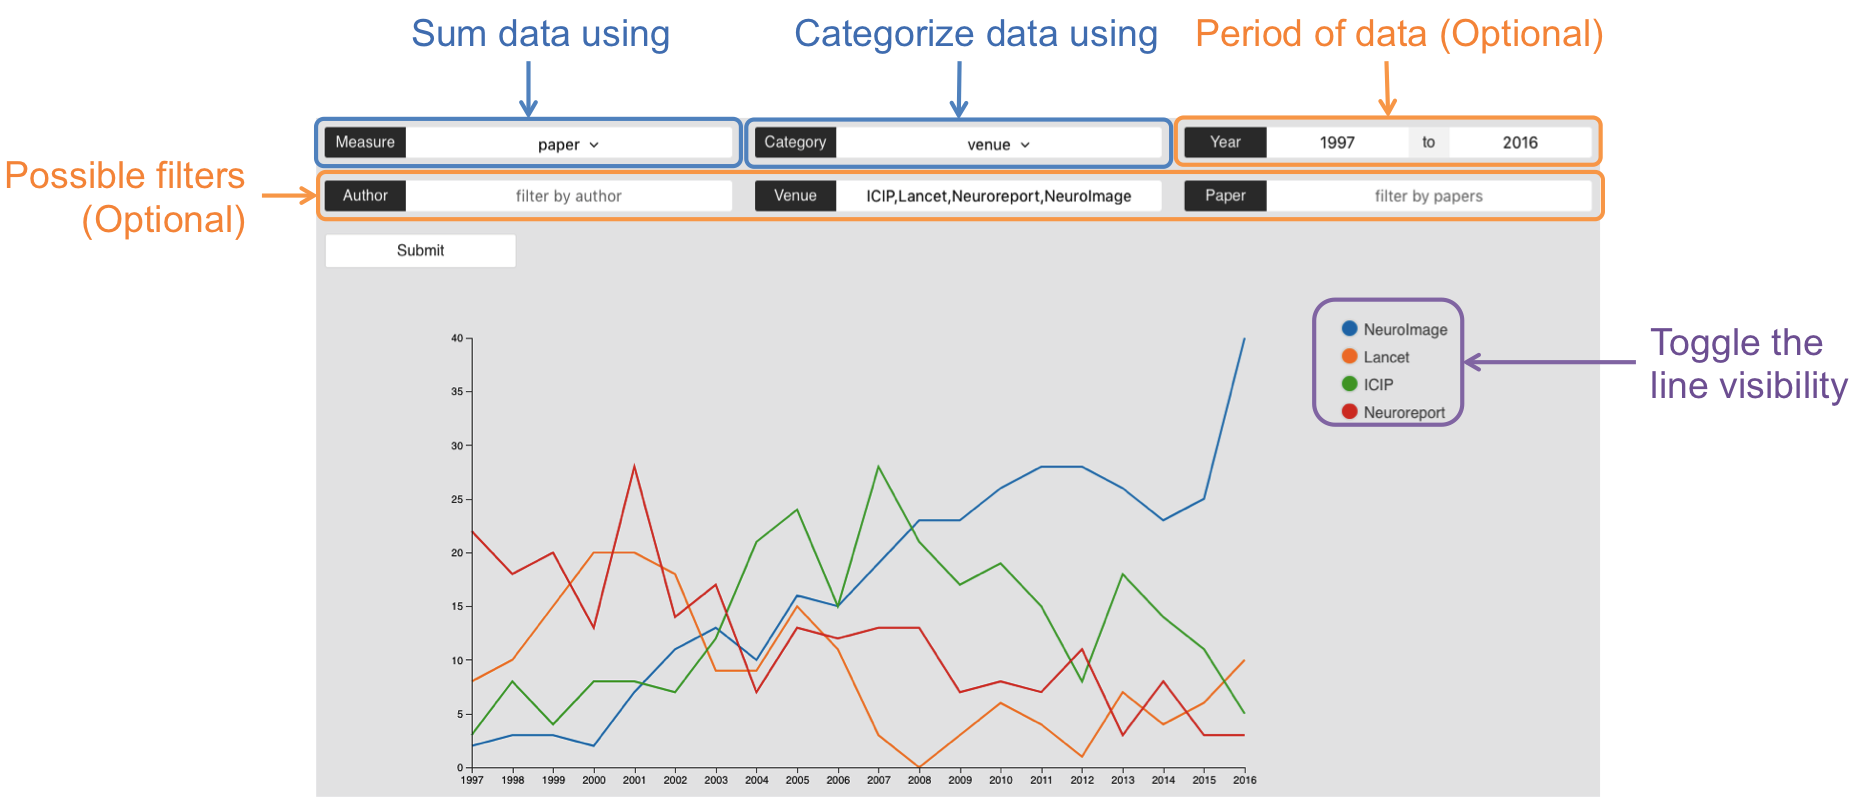 Sum data using
Categorize data using
Period of data (Optional)
Measure
paper
Category
venue
Year
1997
to
2016
Possible filters
(Optional)
Author
filter by author
Venue
ICIP,Lancet,Neuroreport,NeuroImage
Paper
filter by papers
Submit
NeuroImage
Lancet
ICIP
Neuroreport
Toggle the
line visibility
40
35
30
25
20
15
10
5
0
1997 1998 1999 2000 2001 2002 2003 2004 2005 2006 2007 2008 2009 2010 2011 2012 2013 2014 2015 2016